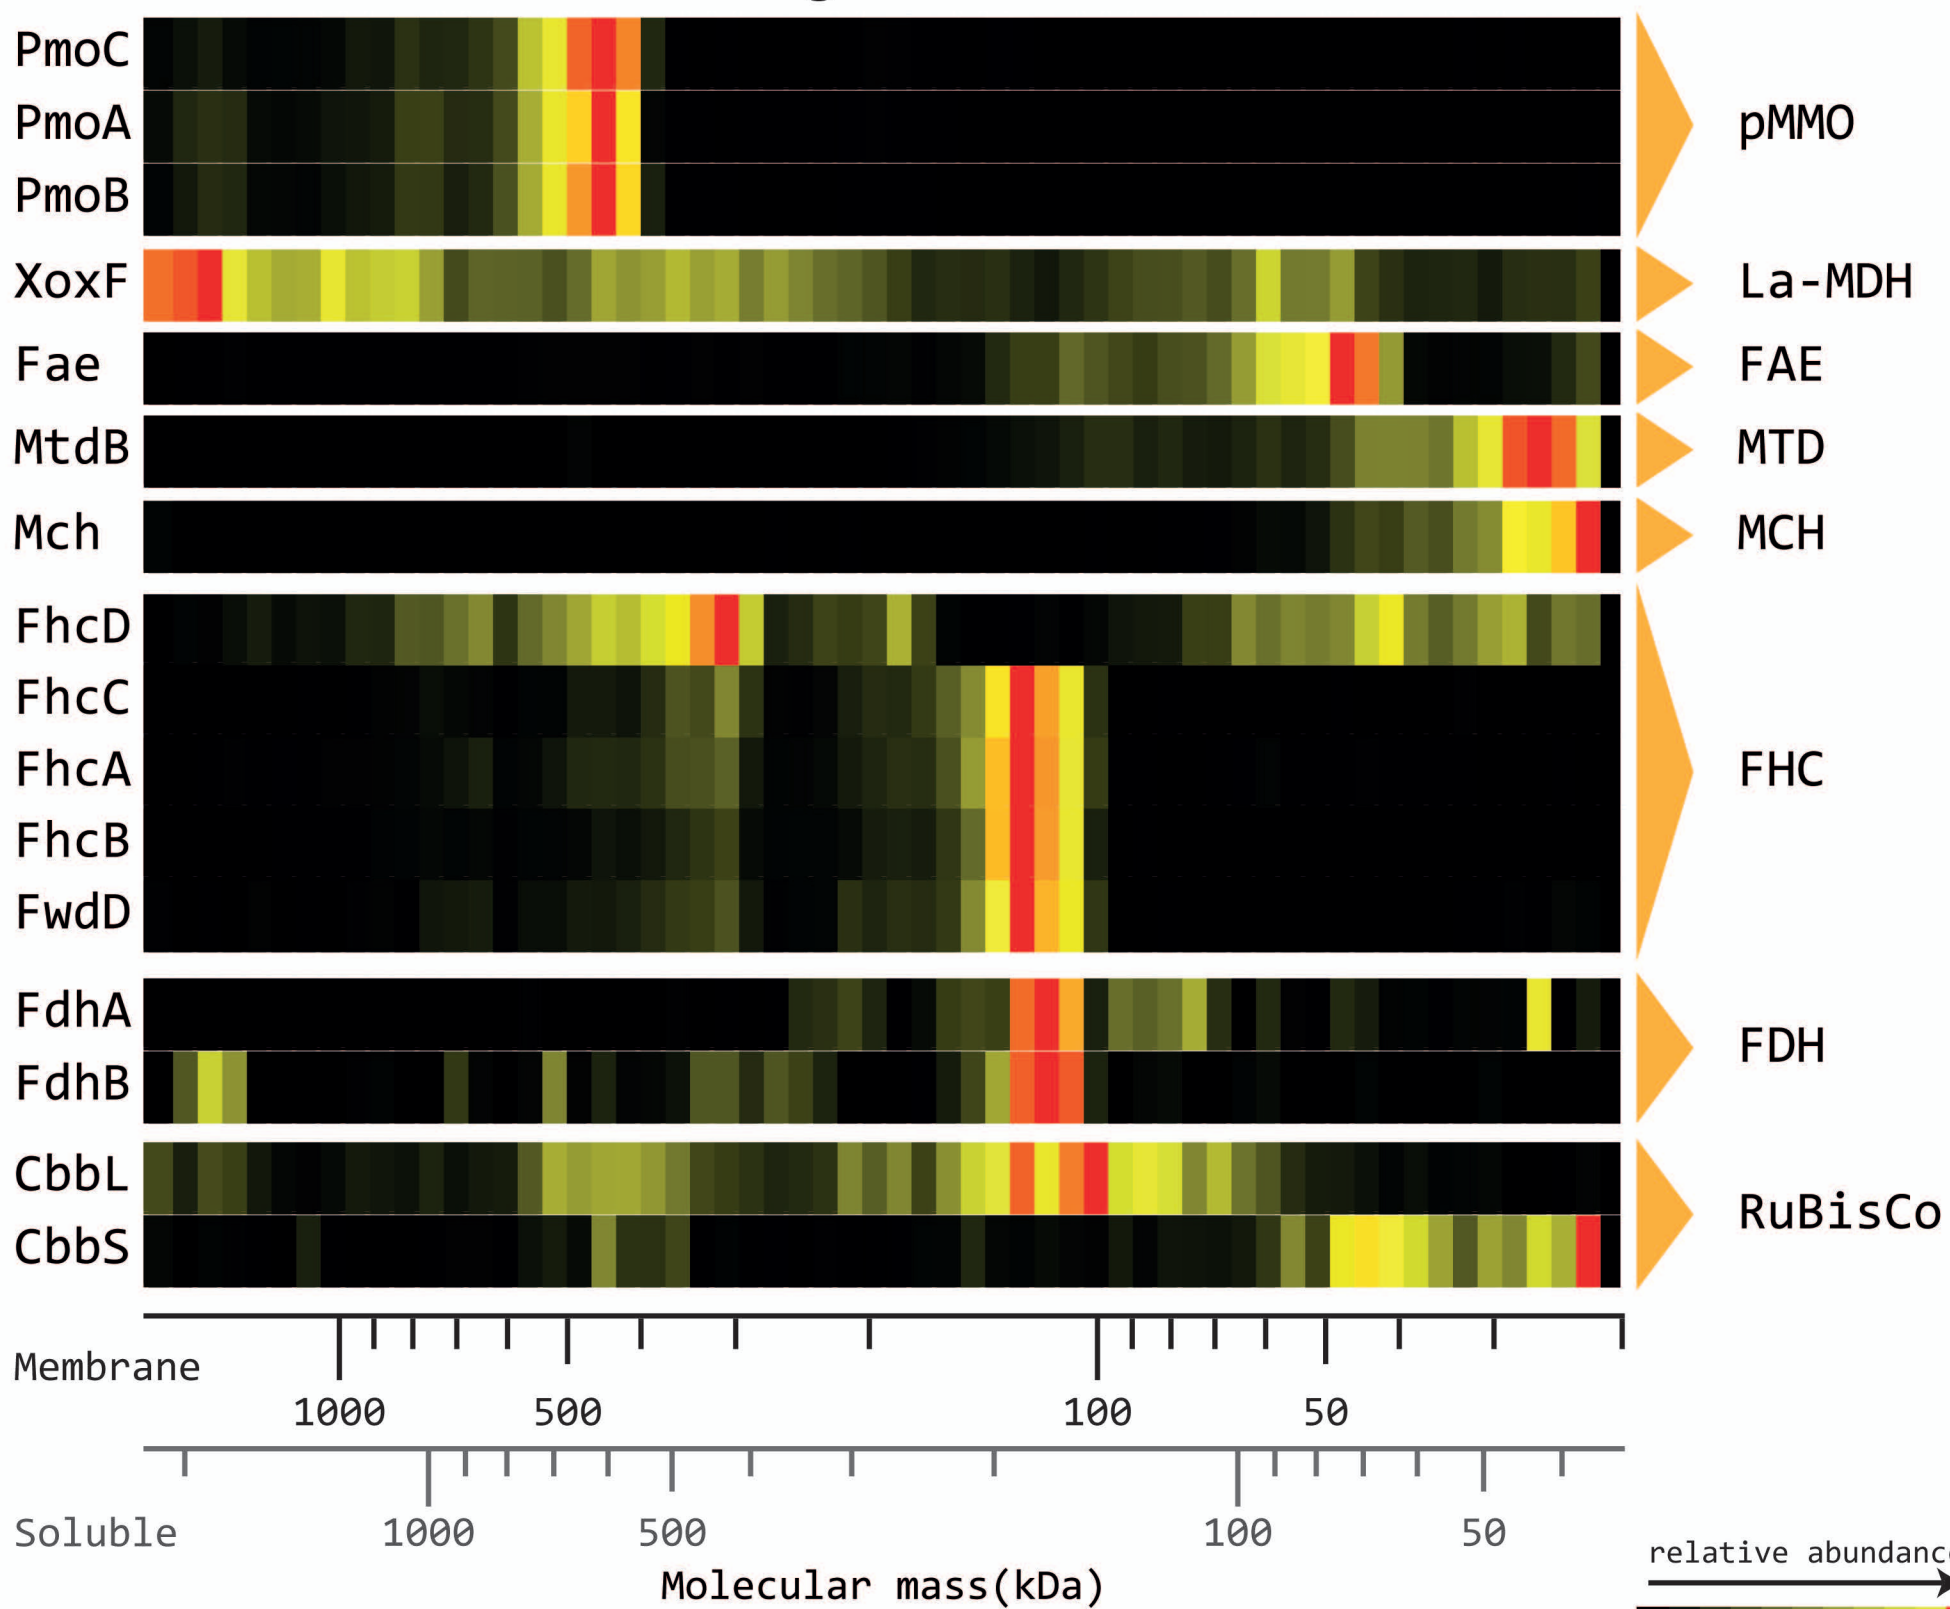 PmoC
PmoA
PmoB
pMMO
XoxF
La-MDH
Fae
FAE
MtdB
MTD
Mch
MCH
FhcD
FhcC
FhcA
FhcB
FwdD
FHC
FdhA
FdhB
FDH
CbbL
CbbS
RuBisCo
Membrane
1000 500 100 50
Soluble
1000 500 100 50
Molecular mass(kDa)
relative abundanc